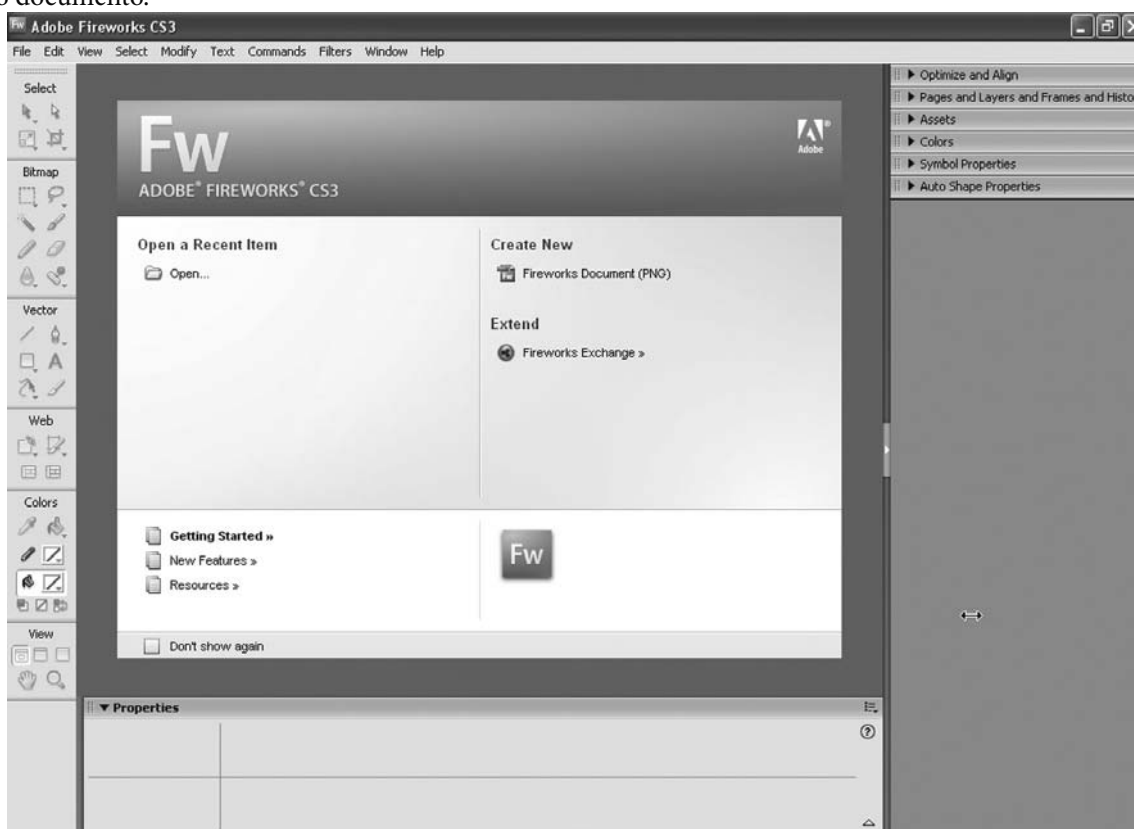 o documento.
Fw Adobe Fireworks CS3
File Edit View Select Modify Text Commands Filters Window Help
Select
Bitmap
Vector
Web
Colors
View
Fw
ADOBE® FIREWORKS® CS3
Adobe
Open a Recent Item
Open...
Create New
Fireworks Document (PNG)
Extend
Fireworks Exchange »
Getting Started »
New Features »
Resources »
Fw
Don't show again
Properties
Optimize and Align
Pages and Layers and Frames and Histo
Assets
Colors
Symbol Properties
Auto Shape Properties